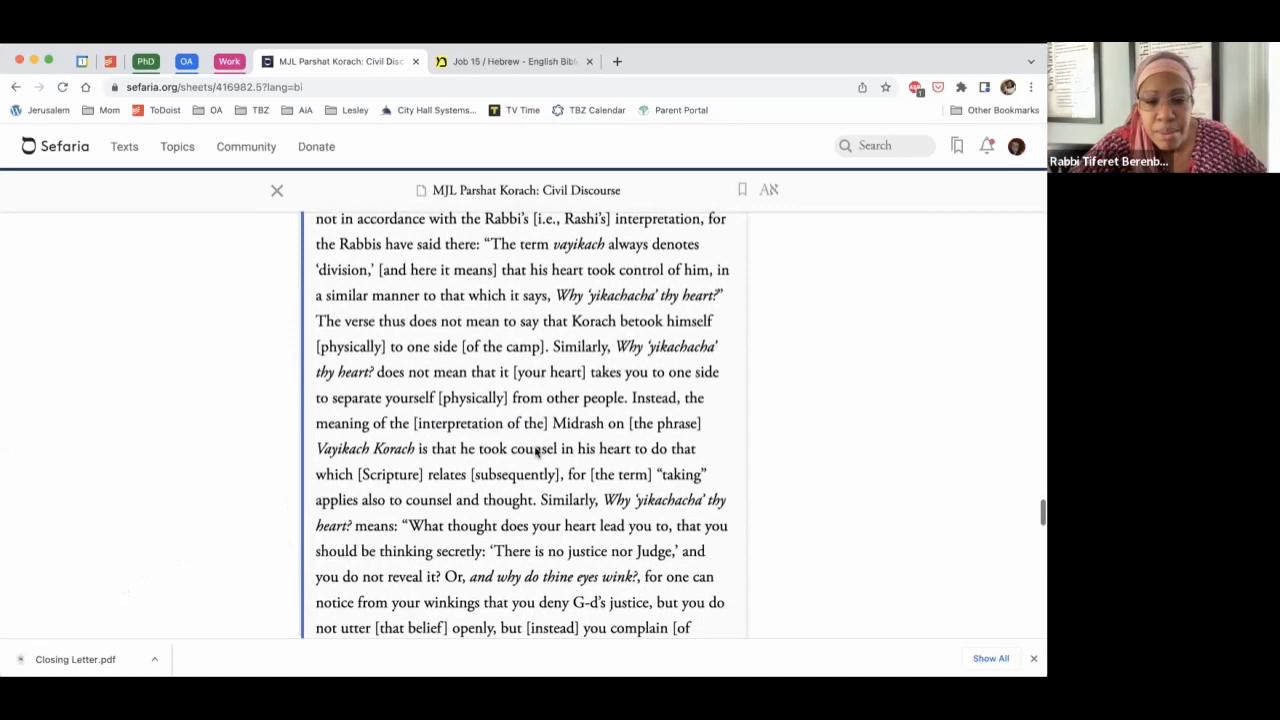 PhD
OA
Work
MJL Parshat Korach: Civil Disc
Job 15 / Hebrew - English Bibl
sefaria.org/sheets/416982.5?lang=bi
Jerusalem
Mom
ToDoist
OA
TBZ
AiA
Les
City Hall Systems...
TV Time
TBZ Calendar
Parent Portal
Other Bookmarks
Sefaria
Texts
Topics
Community
Donate
Search
MJL Parshat Korach: Civil Discourse
Aא
not in accordance with the Rabbi's [i.e., Rashi's] interpretation, for
the Rabbis have said there: “The term vayikach always denotes
‘division,’ [and here it means] that his heart took control of him, in
a similar manner to that which it says, Why ‘yikachacha’ thy heart?”
The verse thus does not mean to say that Korach betook himself
[physically] to one side [of the camp]. Similarly, Why ‘yikachacha’
thy heart? does not mean that it [your heart] takes you to one side
to separate yourself [physically] from other people. Instead, the
meaning of the [interpretation of the] Midrash on [the phrase]
Vayikach Korach is that he took counsel in his heart to do that
which [Scripture] relates [subsequently], for [the term] “taking”
applies also to counsel and thought. Similarly, Why ‘yikachacha’ thy
heart? means: “What thought does your heart lead you to, that you
should be thinking secretly: ‘There is no justice nor Judge,’ and
you do not reveal it? Or, and why do thine eyes wink?, for one can
notice from your winkings that you deny G-d’s justice, but you do
not utter [that belief] openly, but [instead] you complain [of
Closing Letter.pdf
Show All
Rabbi Tiferet Berenb...